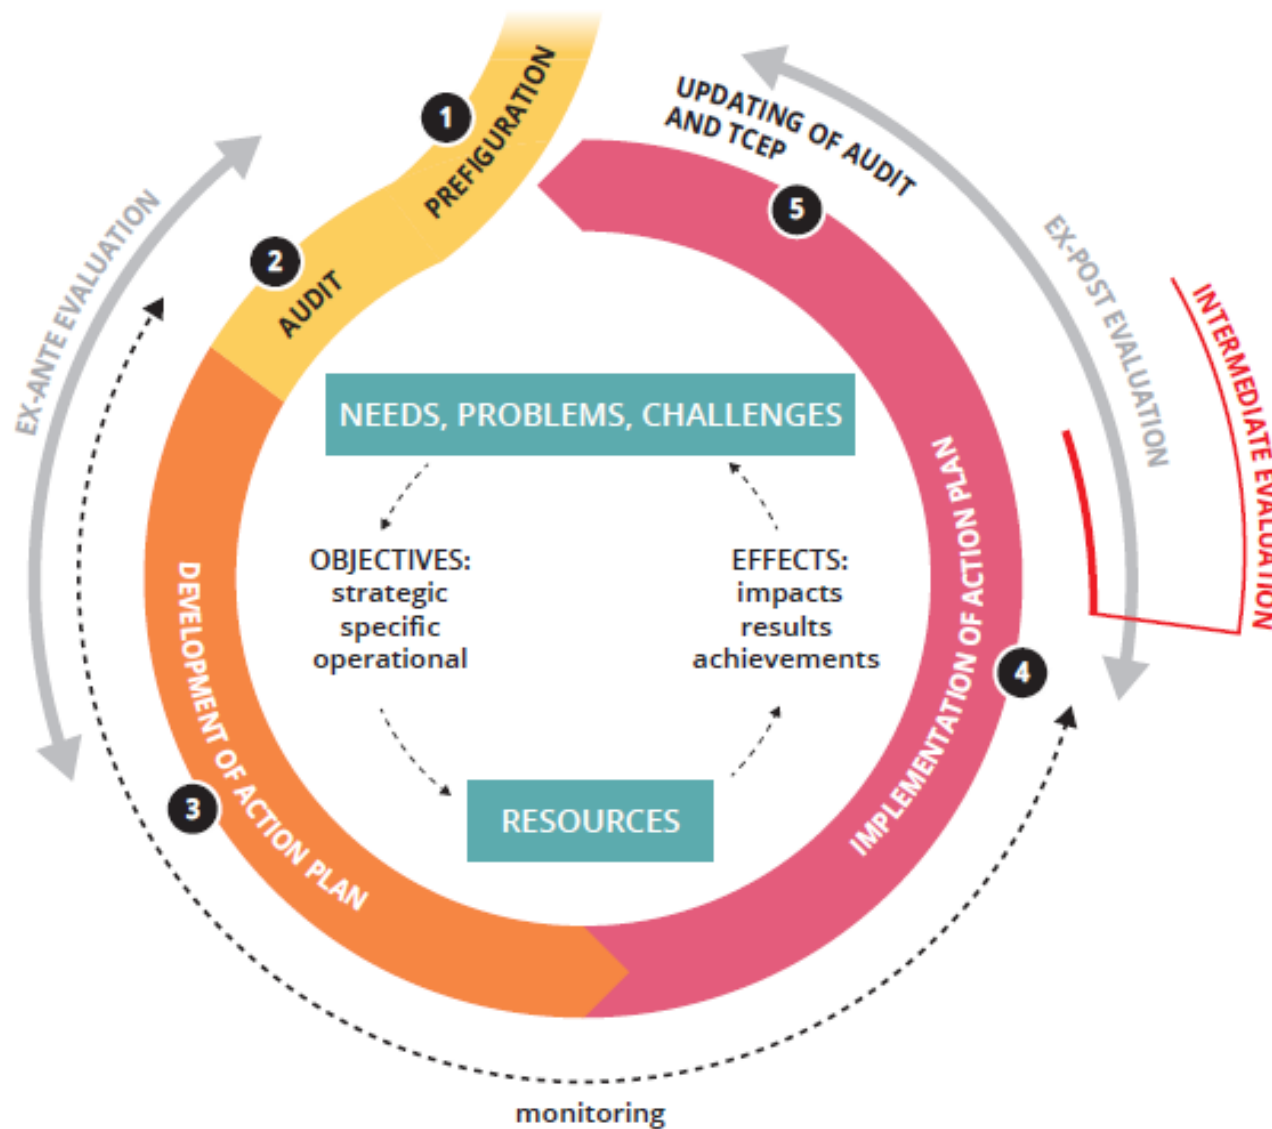 1
PREFIGURATION
2
AUDIT
EX-ANTE EVALUATION
3
DEVELOPMENT OF ACTION PLAN
4
IMPLEMENTATION OF ACTION PLAN
5
UPDATING OF AUDIT
AND TCEP
EX-POST EVALUATION
INTERMEDIATE EVALUATION
NEEDS, PROBLEMS, CHALLENGES
OBJECTIVES:
strategic
specific
operational
EFFECTS:
impacts
results
achievements
RESOURCES
monitoring